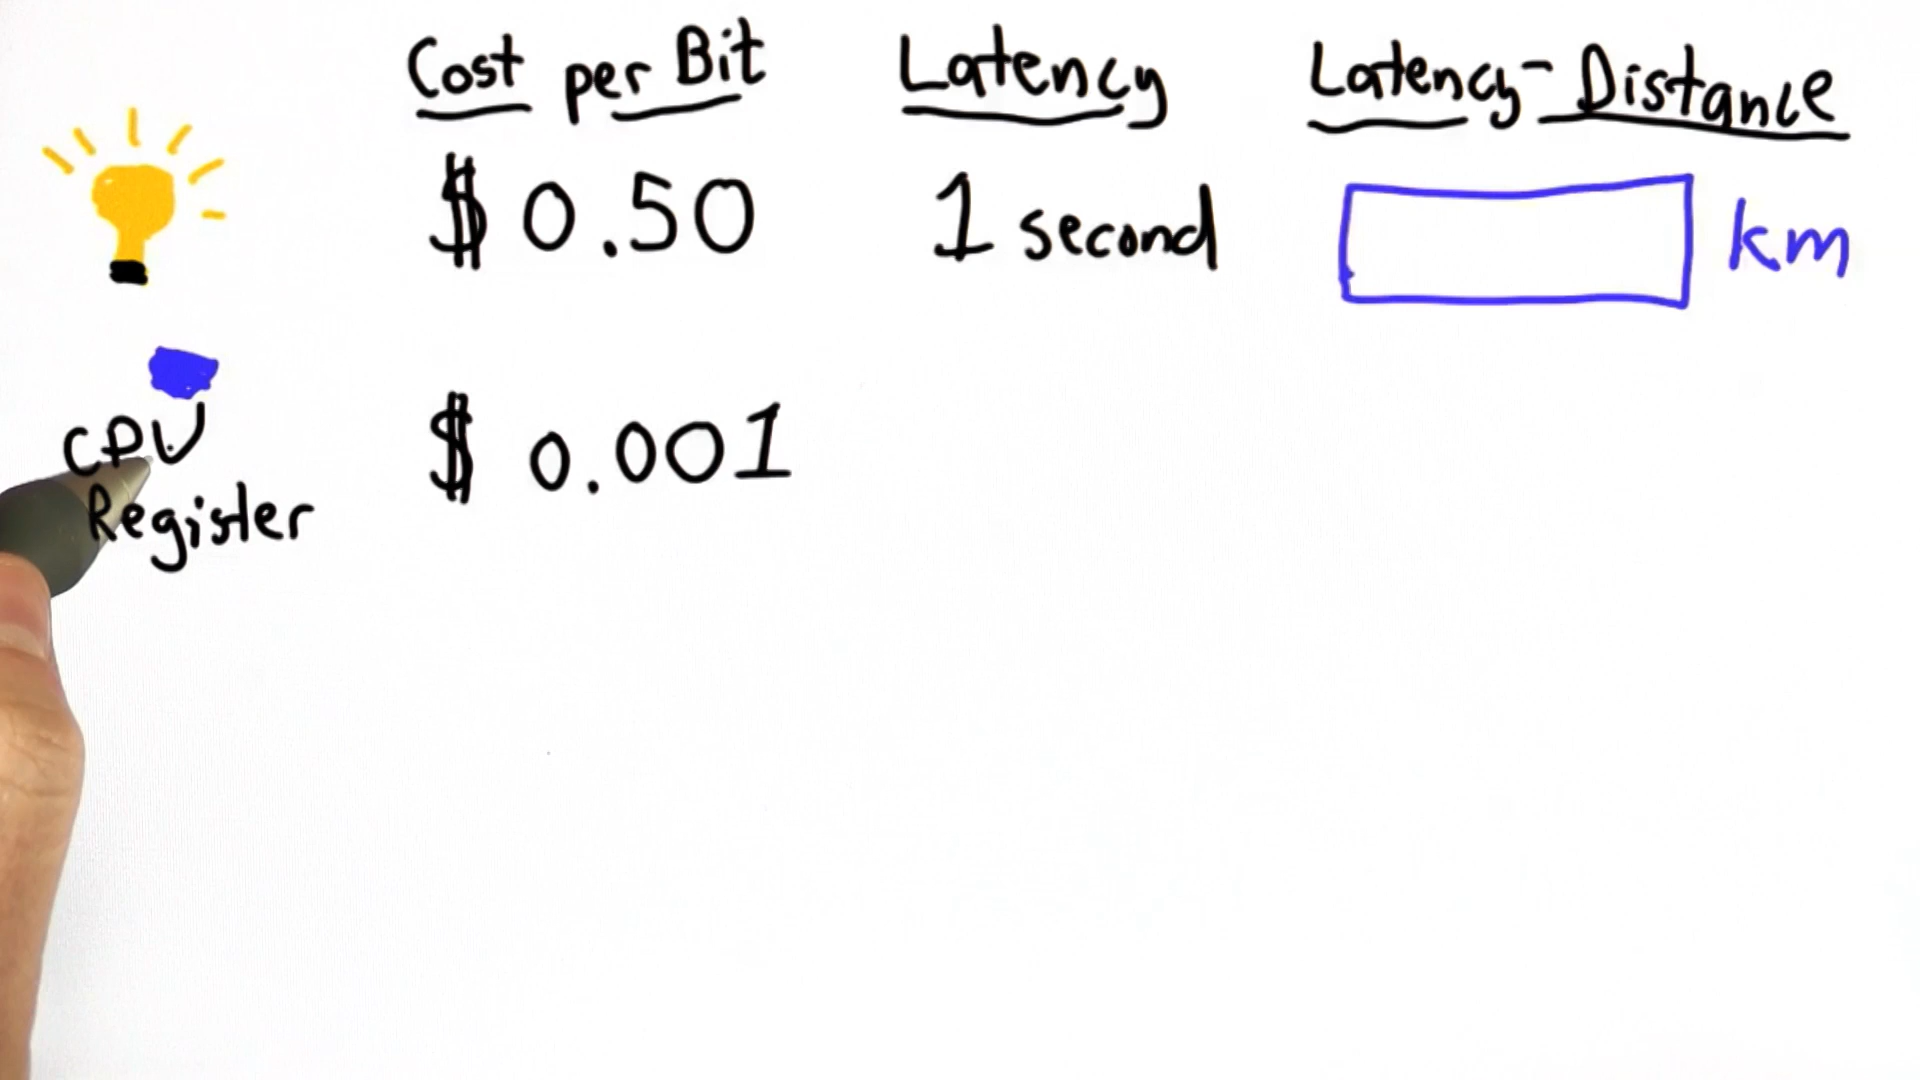 Cost per Bit Latency Latency-Distance
$ 0.50 1 second km
CPU $ 0.001
Register